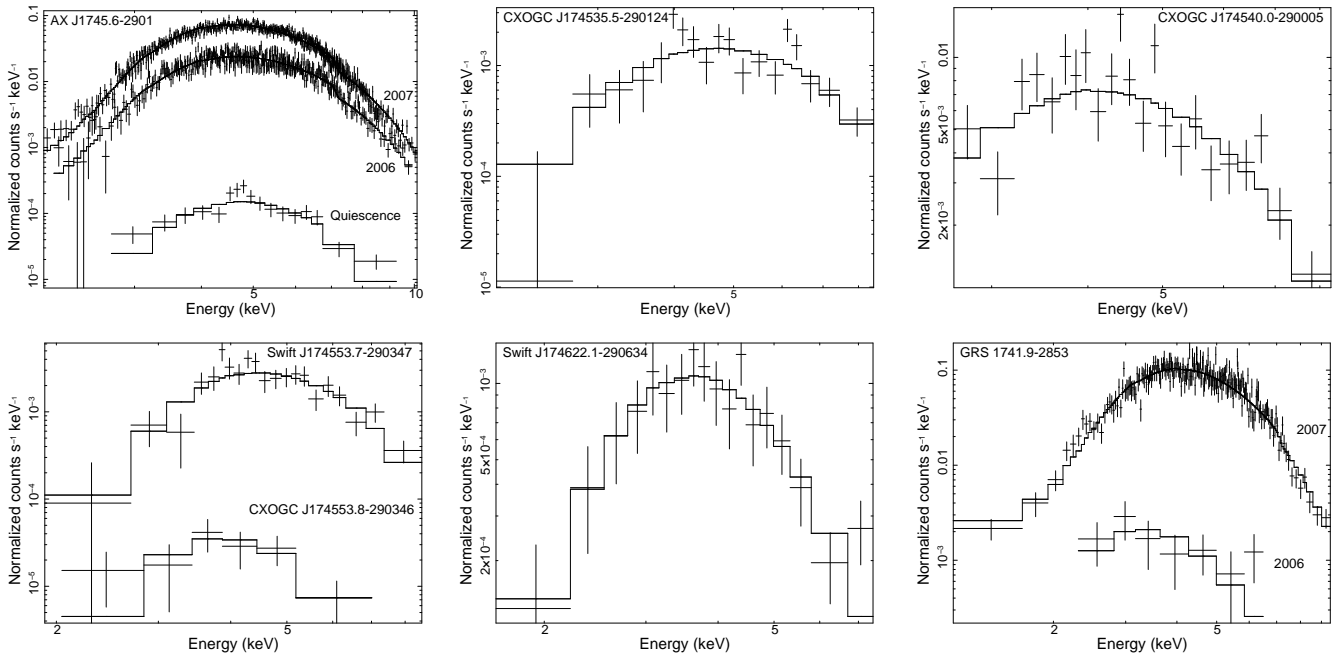 AX J1745.6-2901
2007
2006
Quiescence
Normalized counts s⁻¹ keV⁻¹
0.1
0.01
10⁻³
10⁻⁴
10⁻⁵
5
10
Energy (keV)
CXOGC J174535.5-290124
Normalized counts s⁻¹ keV⁻¹
10⁻³
10⁻⁴
10⁻⁵
5
Energy (keV)
CXOGC J174540.0-290005
Normalized counts s⁻¹ keV⁻¹
0.01
5×10⁻³
2×10⁻³
5
Energy (keV)
Swift J174553.7-290347
CXOGC J174553.8-290346
Normalized counts s⁻¹ keV⁻¹
10⁻³
10⁻⁴
10⁻⁵
2
5
Energy (keV)
Swift J174622.1-290634
Normalized counts s⁻¹ keV⁻¹
10⁻³
5×10⁻⁴
2×10⁻⁴
2
5
Energy (keV)
GRS 1741.9-2853
2007
2006
Normalized counts s⁻¹ keV⁻¹
0.1
0.01
10⁻³
2
5
Energy (keV)